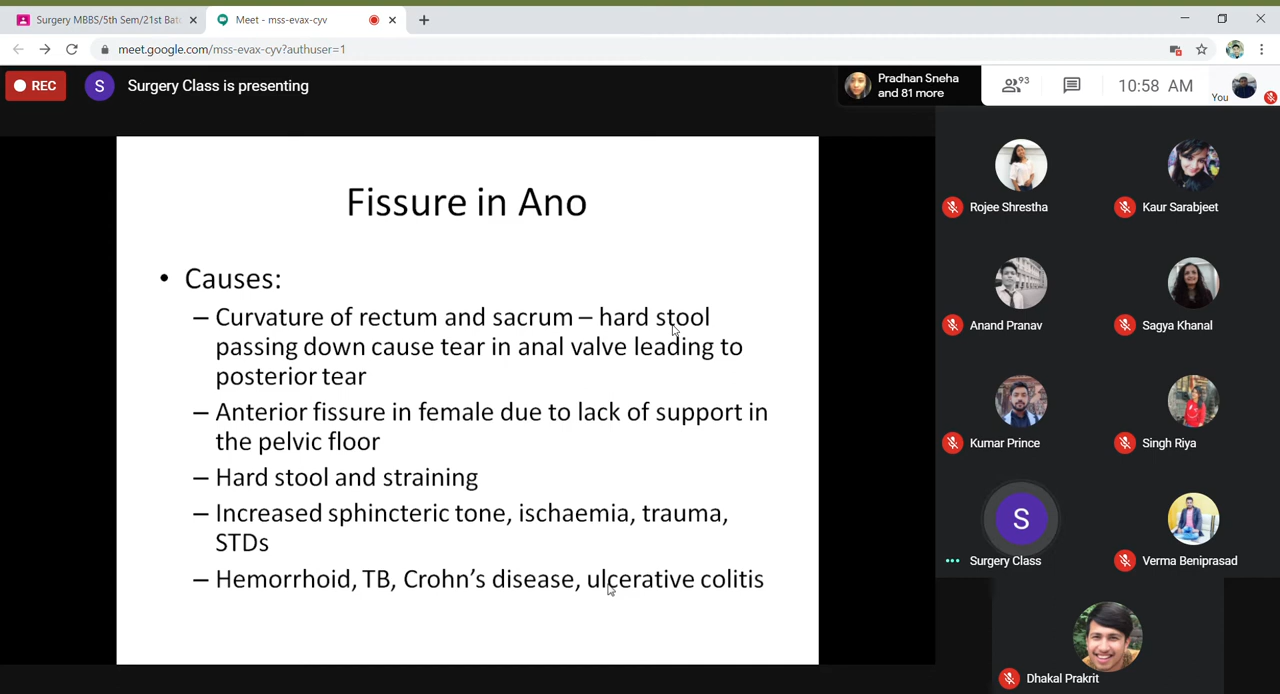 Surgery MBBS/5th Sem/21st Bat
Meet - mss-evax-cyv
meet.google.com/mss-evax-cyv?authuser=1
REC
S
Surgery Class is presenting
Pradhan Sneha
and 81 more
93
10:58 AM
You
Fissure in Ano
• Causes:
– Curvature of rectum and sacrum – hard stool
passing down cause tear in anal valve leading to
posterior tear
– Anterior fissure in female due to lack of support in
the pelvic floor
– Hard stool and straining
– Increased sphincteric tone, ischaemia, trauma,
STDs
– Hemorrhoid, TB, Crohn's disease, ulcerative colitis
Rojee Shrestha
Kaur Sarabjeet
Anand Pranav
Sagya Khanal
Kumar Prince
Singh Riya
S
Surgery Class
Verma Beniprasad
Dhakal Prakrit